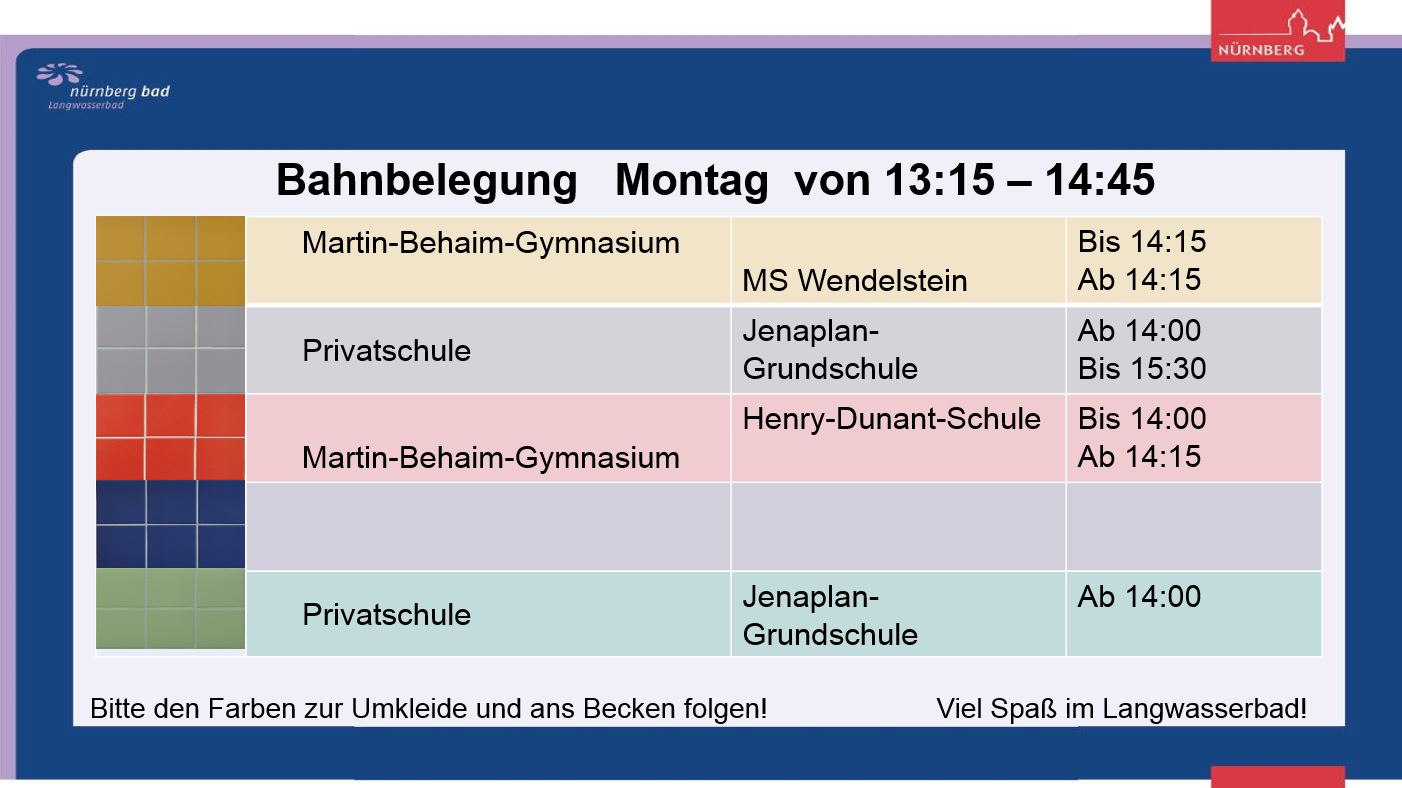 NÜRNBERG
nürnberg bad
Langwasserbad
Bahnbelegung Montag von 13:15 – 14:45
Martin-Behaim-Gymnasium
MS Wendelstein
Bis 14:15
Ab 14:15
Privatschule
Jenaplan-
Grundschule
Ab 14:00
Bis 15:30
Martin-Behaim-Gymnasium
Henry-Dunant-Schule
Bis 14:00
Ab 14:15
Privatschule
Jenaplan-
Grundschule
Ab 14:00
Bitte den Farben zur Umkleide und ans Becken folgen!
Viel Spaß im Langwasserbad!